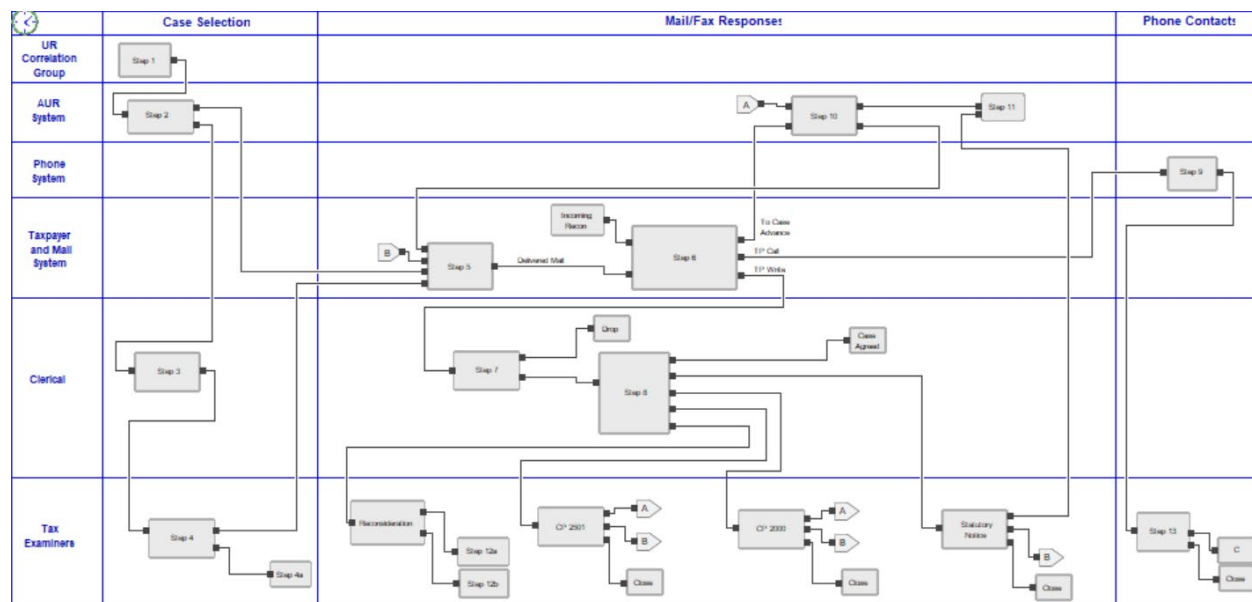 Case Selection
Mail/Fax Responses
Phone Contacts
UR
Correlation
Group
Step 1
AUR
System
Step 2
A
Step 10
Step 11
Phone
System
Step 9
Taxpayer
and Mail
System
Incoming
Recon
To Case
Advance
B
Step 5
Delivered Mail
Step 6
TP Call
TP Write
Clerical
Step 3
Step 7
Drop
Step 8
Case
Agreed
Tax
Examiners
Step 4
Step 4a
Reconsideration
Step 12a
Step 12b
CP 2501
A
B
Close
CP 2000
A
B
Close
Statutory
Notice
B
Close
Step 13
C
Close